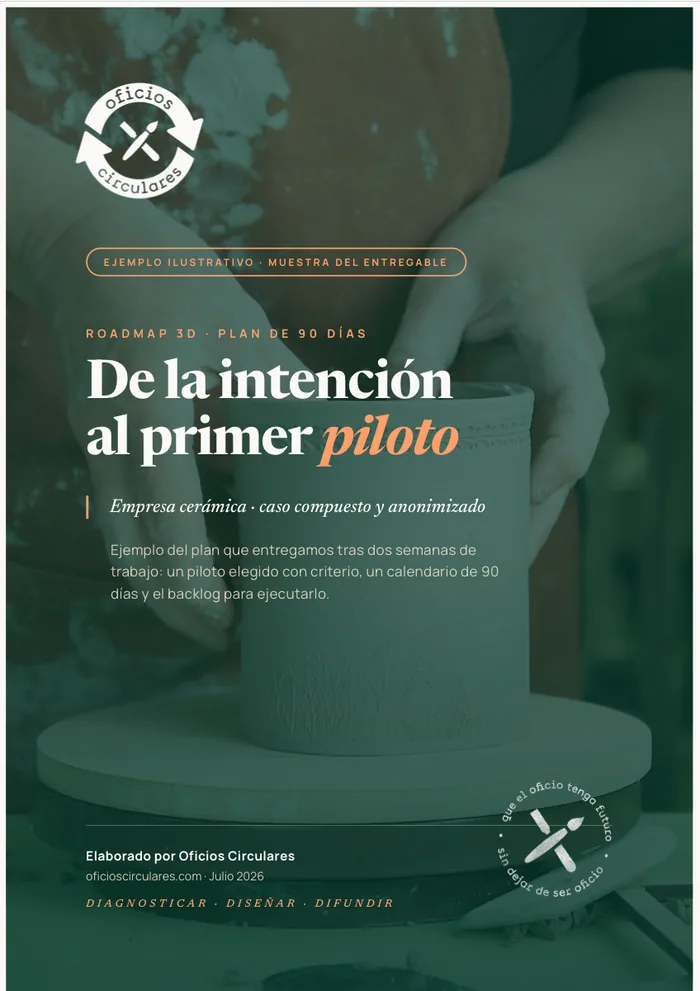 oficios
circulares
EJEMPLO ILUSTRATIVO · MUESTRA DEL ENTREGABLE
ROADMAP 3D · PLAN DE 90 DÍAS
De la intención
al primer piloto
Empresa cerámica · caso compuesto y anonimizado
Ejemplo del plan que entregamos tras dos semanas de
trabajo: un piloto elegido con criterio, un calendario de 90
días y el backlog para ejecutarlo.
que el oficio tenga futuro
sin dejar de ser oficio
Elaborado por Oficios Circulares
oficioscirculares.com · Julio 2026
DIAGNOSTICAR · DISEÑAR · DIFUNDIR